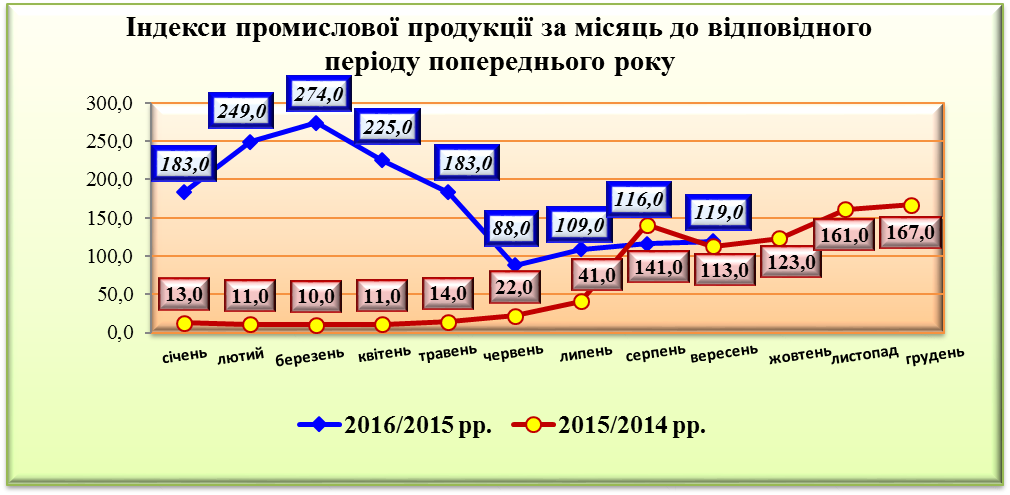 Індекси промислової продукції за місяць до відповідного
періоду попереднього року
300,0
250,0
200,0
150,0
100,0
50,0
0,0
183,0
249,0
274,0
225,0
183,0
88,0
109,0
116,0
119,0
13,0
11,0
10,0
11,0
14,0
22,0
41,0
141,0
113,0
123,0
161,0
167,0
січень
лютий
березень
квітень
травень
червень
липень
серпень
вересень
жовтень
листопад
грудень
2016/2015 рр.
2015/2014 рр.